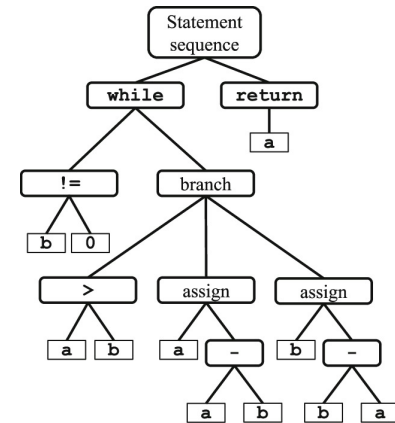 Statement
sequence
while
return
a
!=
branch
b
0
>
assign
assign
a
b
a
-
b
-
a
b
b
a